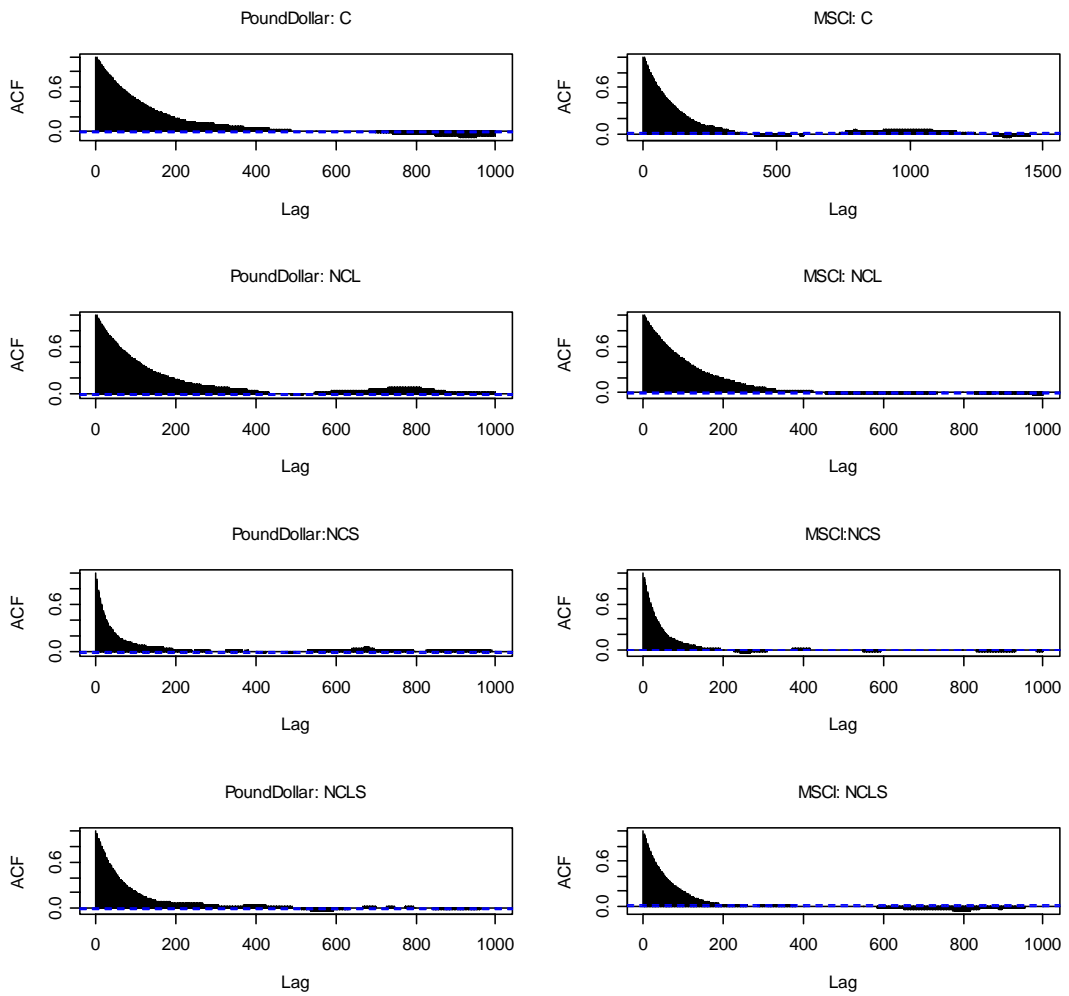 PoundDollar: C
ACF
0.0 0.6
0 200 400 600 800 1000
Lag
MSCI: C
ACF
0.0 0.6
0 500 1000 1500
Lag
PoundDollar: NCL
ACF
0.0 0.6
0 200 400 600 800 1000
Lag
MSCI: NCL
ACF
0.0 0.6
0 200 400 600 800 1000
Lag
PoundDollar:NCS
ACF
0.0 0.6
0 200 400 600 800 1000
Lag
MSCI:NCS
ACF
0.0 0.6
0 200 400 600 800 1000
Lag
PoundDollar: NCLS
ACF
0.0 0.6
0 200 400 600 800 1000
Lag
MSCI: NCLS
ACF
0.0 0.6
0 200 400 600 800 1000
Lag